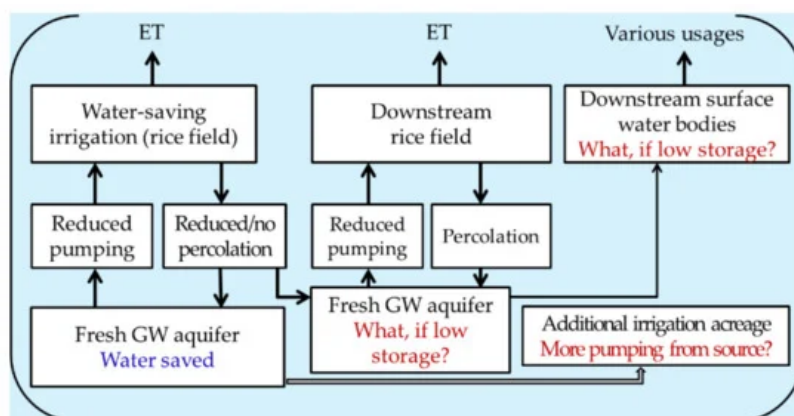 ET
ET
Various usages
Water-saving
irrigation (rice field)
Downstream
rice field
Downstream surface
water bodies
What, if low storage?
Reduced
pumping
Reduced/no
percolation
Reduced
pumping
Percolation
Fresh GW aquifer
Water saved
Fresh GW aquifer
What, if low
storage?
Additional irrigation acreage
More pumping from source?